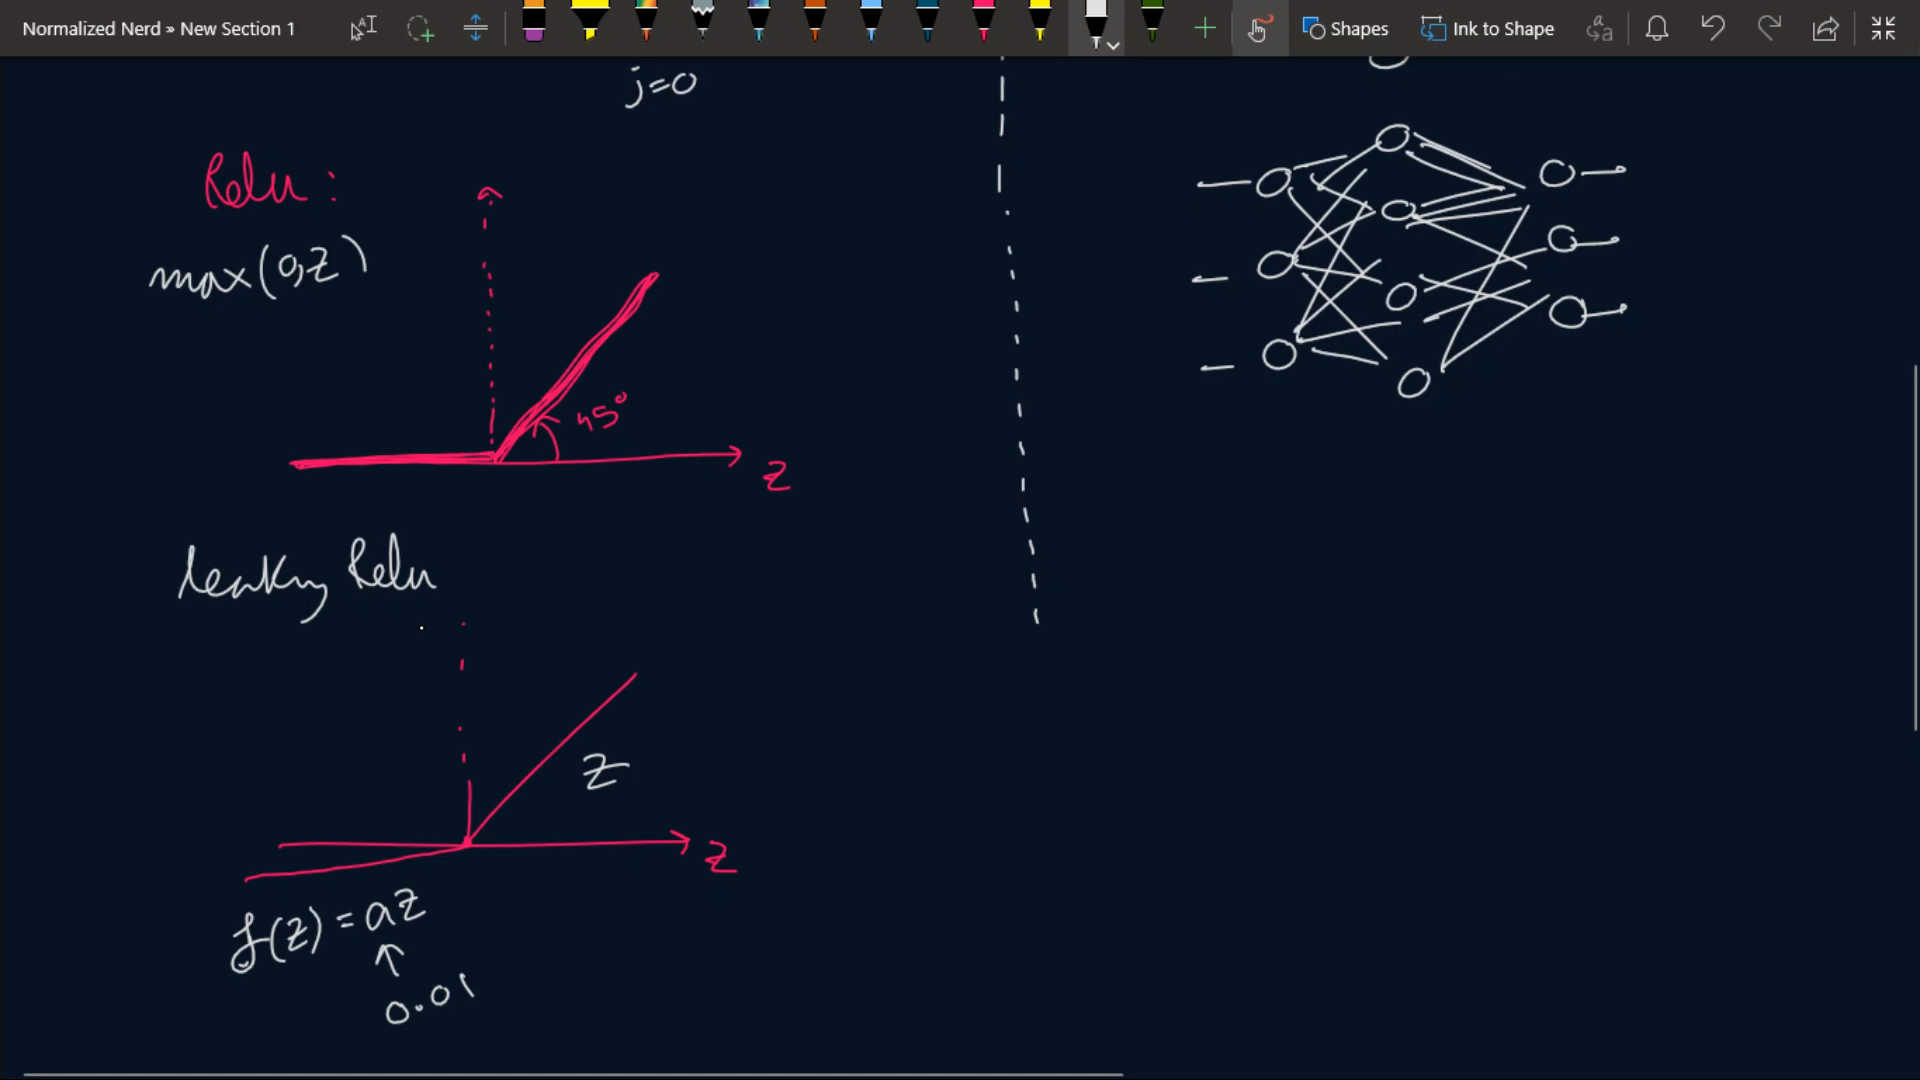 Normalized Nerd » New Section 1
Shapes
Ink to Shape
j=0
Relu:
max(0,z)
45°
z
leaky Relu
z
z
f(z) = az
↑
0.01